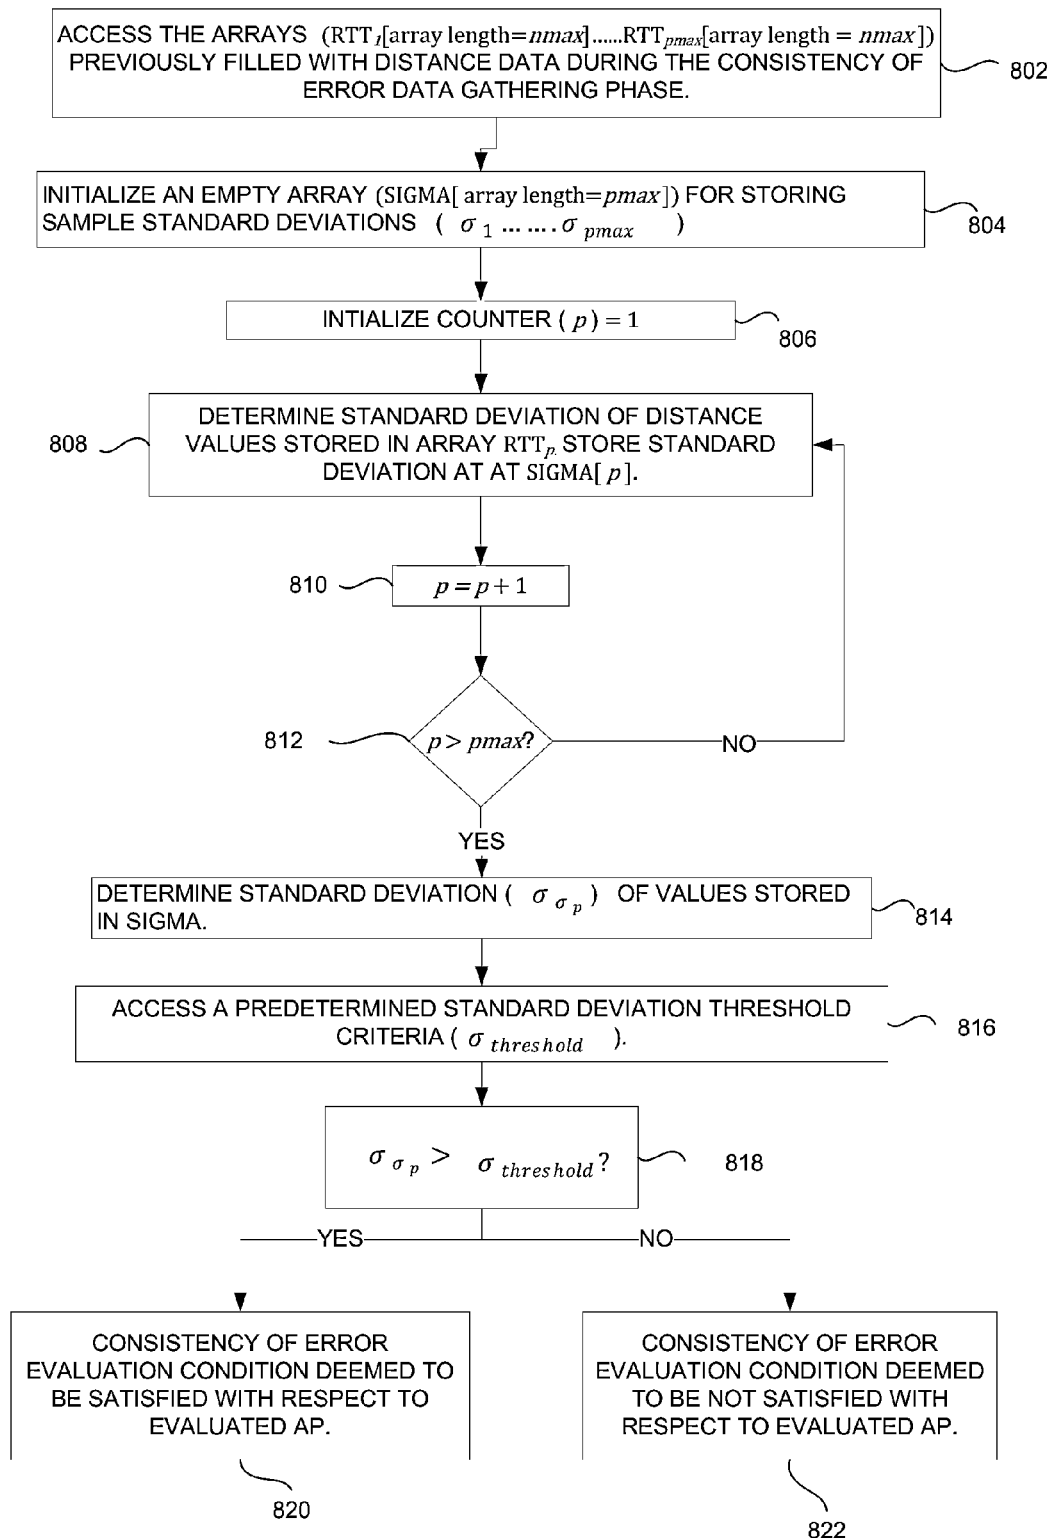 ACCESS THE ARRAYS (RTT1[array length=nmax]......RTTpmax[array length = nmax])
PREVIOUSLY FILLED WITH DISTANCE DATA DURING THE CONSISTENCY OF
ERROR DATA GATHERING PHASE.
802
INITIALIZE AN EMPTY ARRAY (SIGMA[ array length=pmax]) FOR STORING
SAMPLE STANDARD DEVIATIONS ( σ1 ... .... σpmax )
804
INTIALIZE COUNTER ( p ) = 1
806
DETERMINE STANDARD DEVIATION OF DISTANCE
VALUES STORED IN ARRAY RTTp. STORE STANDARD
DEVIATION AT AT SIGMA[ p ].
808
810
p = p + 1
812
p > pmax?
NO
YES
DETERMINE STANDARD DEVIATION ( σσp ) OF VALUES STORED
IN SIGMA.
814
ACCESS A PREDETERMINED STANDARD DEVIATION THRESHOLD
CRITERIA ( σthreshold ).
816
σσp > σthreshold?
818
YES
NO
CONSISTENCY OF ERROR
EVALUATION CONDITION DEEMED TO
BE SATISFIED WITH RESPECT TO
EVALUATED AP.
820
CONSISTENCY OF ERROR
EVALUATION CONDITION DEEMED
TO BE NOT SATISFIED WITH
RESPECT TO EVALUATED AP.
822